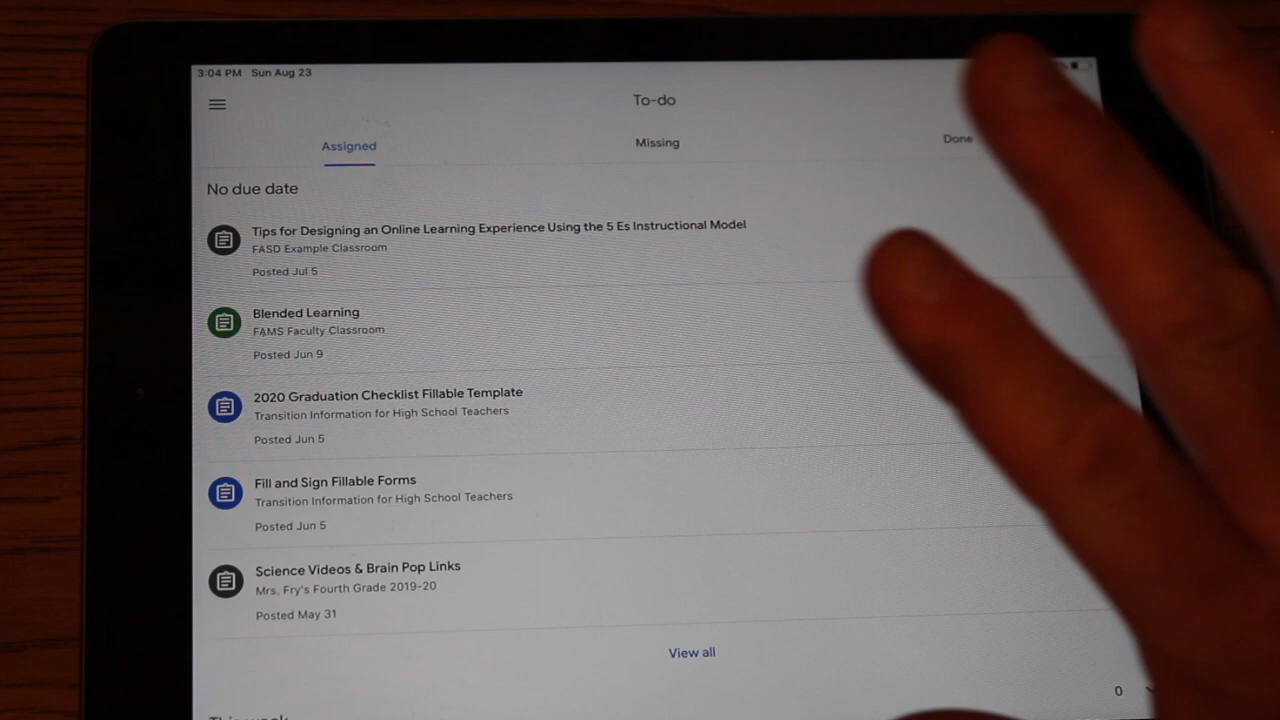 3:04 PM Sun Aug 23
To-do
Assigned
Missing
Done
No due date
Tips for Designing an Online Learning Experience Using the 5 Es Instructional Model
FASD Example Classroom
Posted Jul 5
Blended Learning
FAMS Faculty Classroom
Posted Jun 9
2020 Graduation Checklist Fillable Template
Transition Information for High School Teachers
Posted Jun 5
Fill and Sign Fillable Forms
Transition Information for High School Teachers
Posted Jun 5
Science Videos & Brain Pop Links
Mrs. Fry's Fourth Grade 2019-20
Posted May 31
View all
0
This week